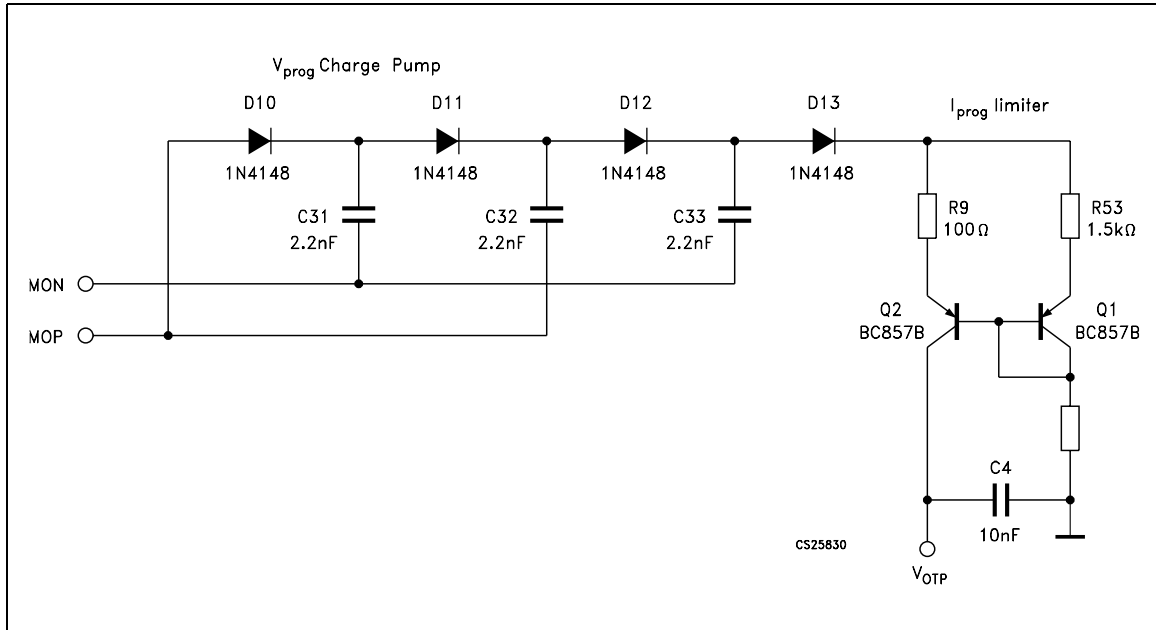 V_prog Charge Pump
D10
D11
D12
D13
I_prog limiter
1N4148
1N4148
1N4148
1N4148
C31
2.2nF
C32
2.2nF
C33
2.2nF
R9
100Ω
R53
1.5kΩ
MON
MOP
Q2
BC857B
Q1
BC857B
C4
10nF
CS25830
V_OTP